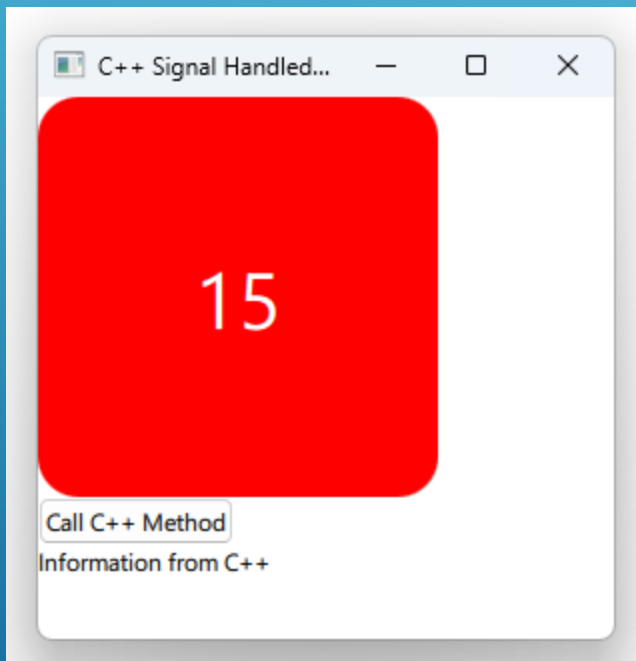 C++ Signal Handled...
15
Call C++ Method
Information from C++